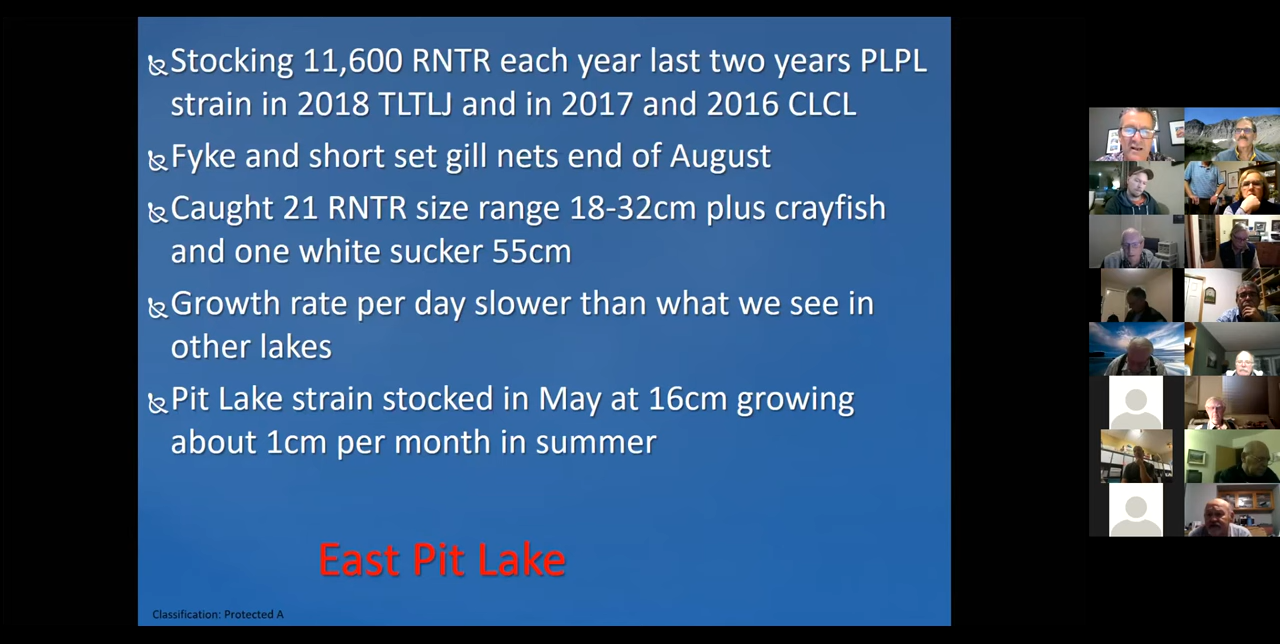 Stocking 11,600 RNTR each year last two years PLPL
strain in 2018 TLTLJ and in 2017 and 2016 CLCL
Fyke and short set gill nets end of August
Caught 21 RNTR size range 18-32cm plus crayfish
and one white sucker 55cm
Growth rate per day slower than what we see in
other lakes
Pit Lake strain stocked in May at 16cm growing
about 1cm per month in summer
East Pit Lake
Classification: Protected A